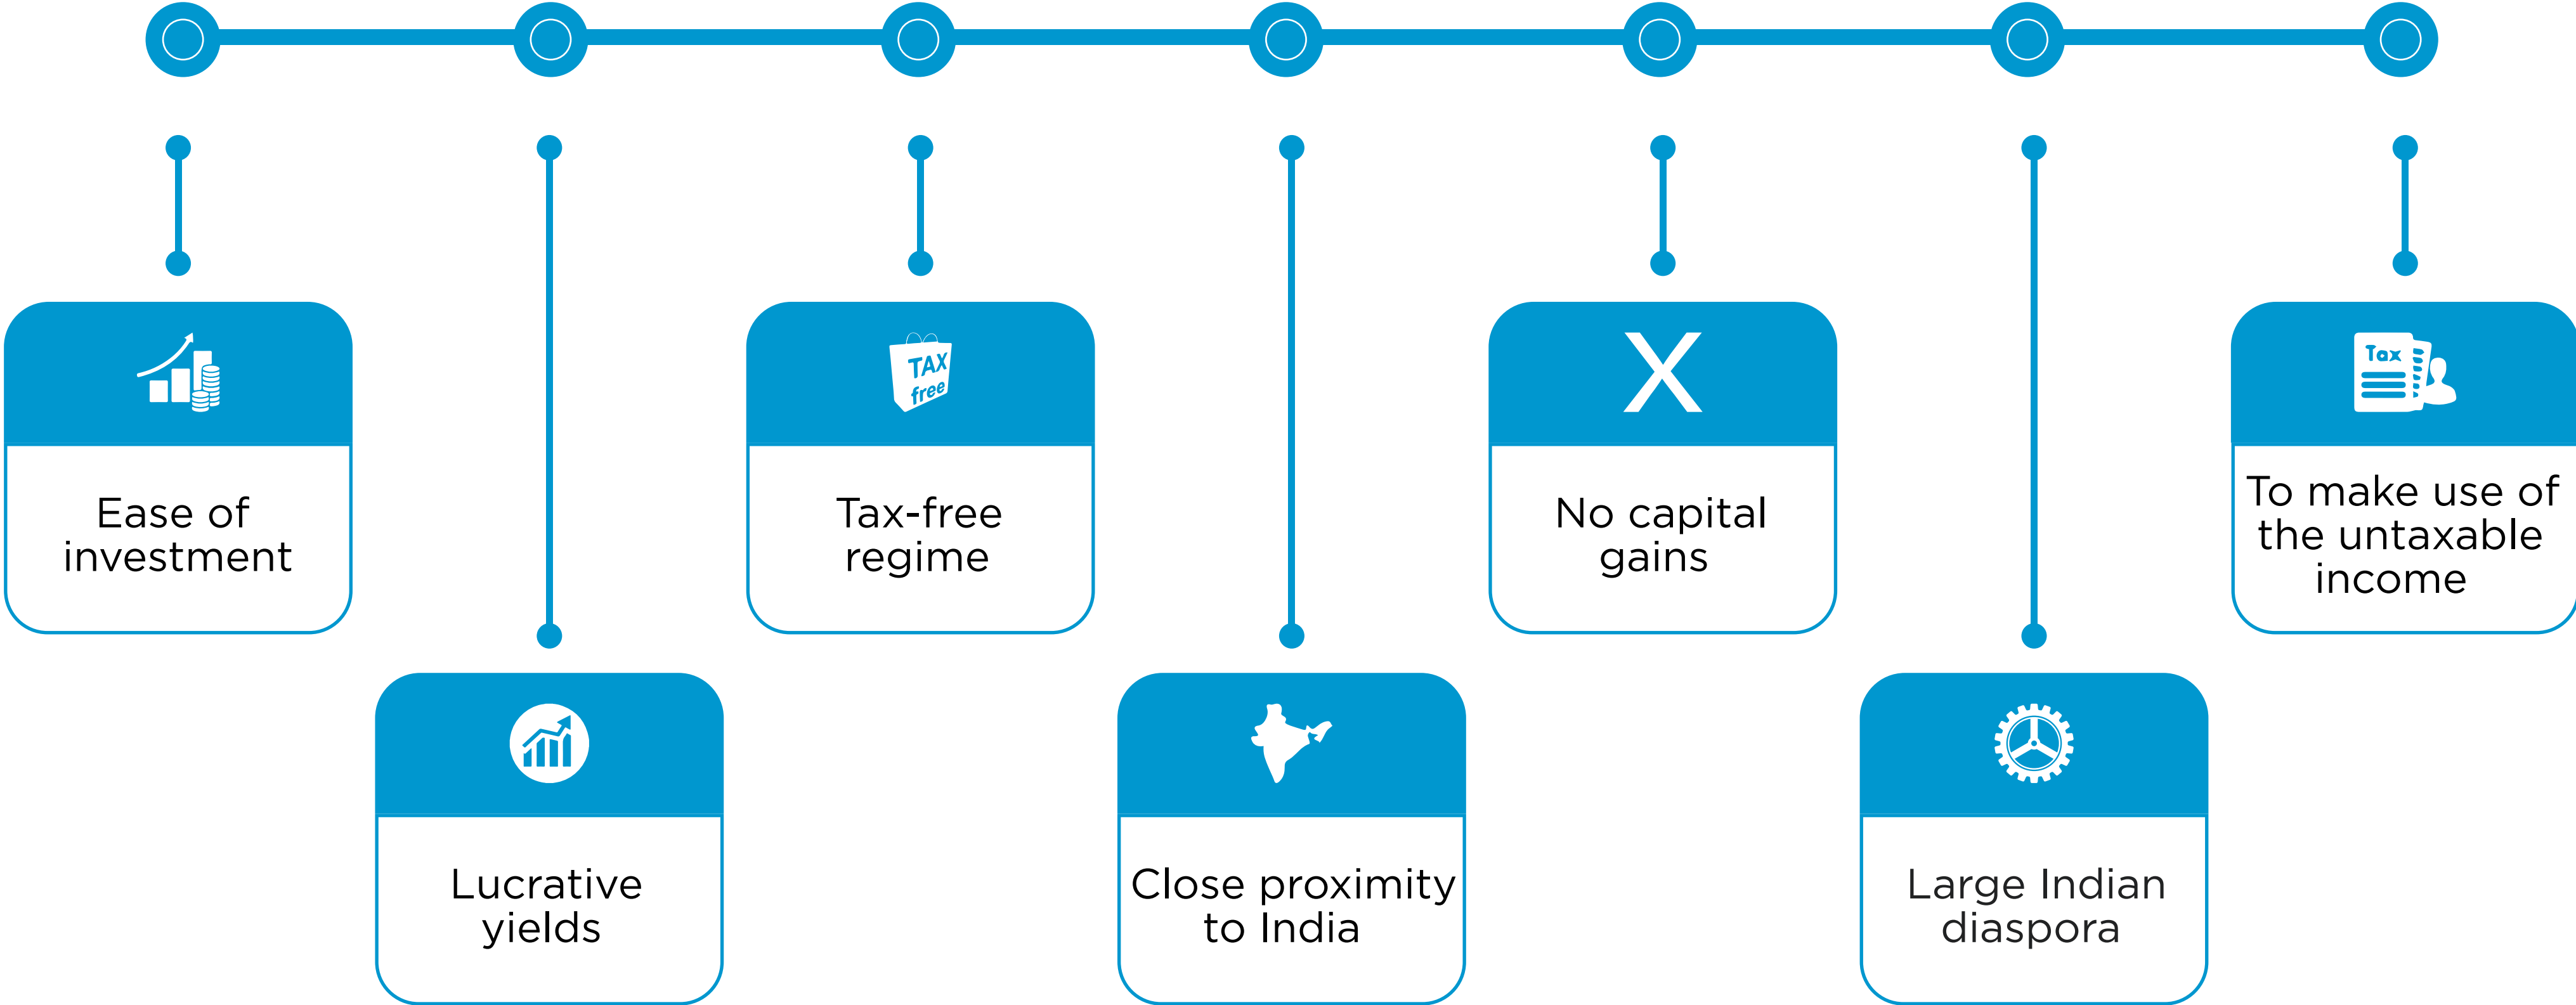 Ease of
investment
Lucrative
yields
TAX
free
Tax-free
regime
Close proximity
to India
X
No capital
gains
Large Indian
diaspora
Tax
To make use of
the untaxable
income